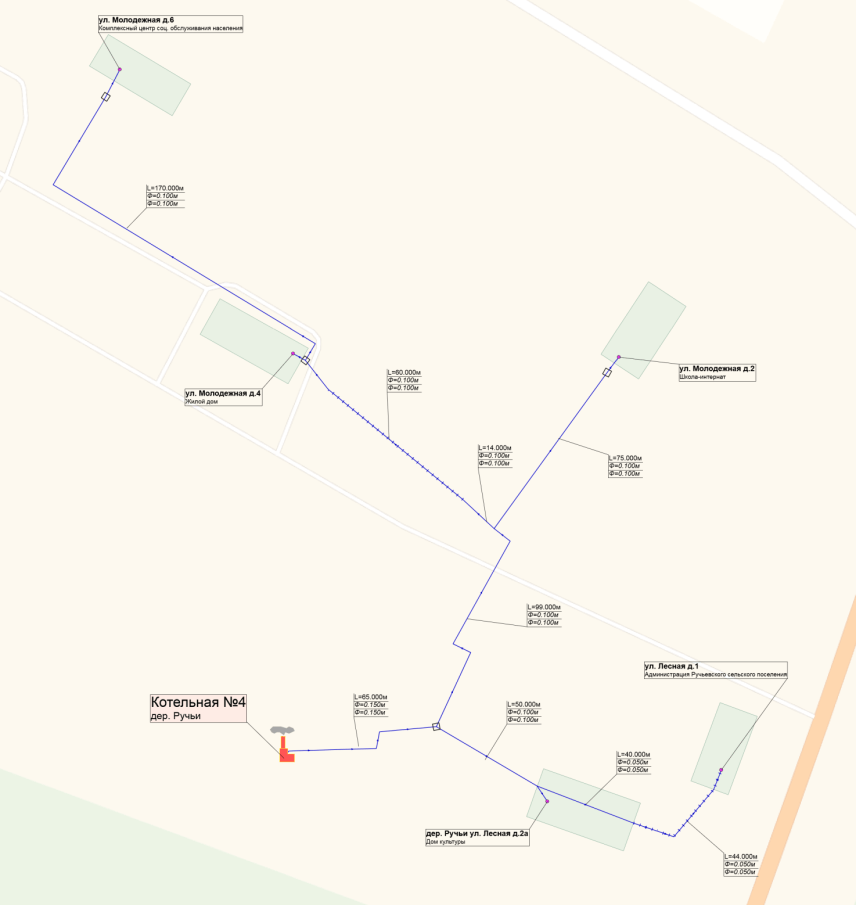 ул. Молодежная д.6
Комплексный центр соц. обслуживания населения
L=170.000м
Ф=0.100м
Ф=0.100м
ул. Молодежная д.4
Жилой дом
L=60.000м
Ф=0.100м
Ф=0.100м
ул. Молодежная д.2
Школа-интернат
L=14.000м
Ф=0.100м
Ф=0.100м
L=75.000м
Ф=0.100м
Ф=0.100м
L=99.000м
Ф=0.100м
Ф=0.100м
ул. Лесная д.1
Администрация Ручьевского сельского поселения
Котельная №4
дер. Ручьи
L=65.000м
Ф=0.150м
Ф=0.150м
L=50.000м
Ф=0.100м
Ф=0.100м
L=40.000м
Ф=0.050м
Ф=0.050м
дер. Ручьи ул. Лесная д.2а
Дом культуры
L=44.000м
Ф=0.050м
Ф=0.050м